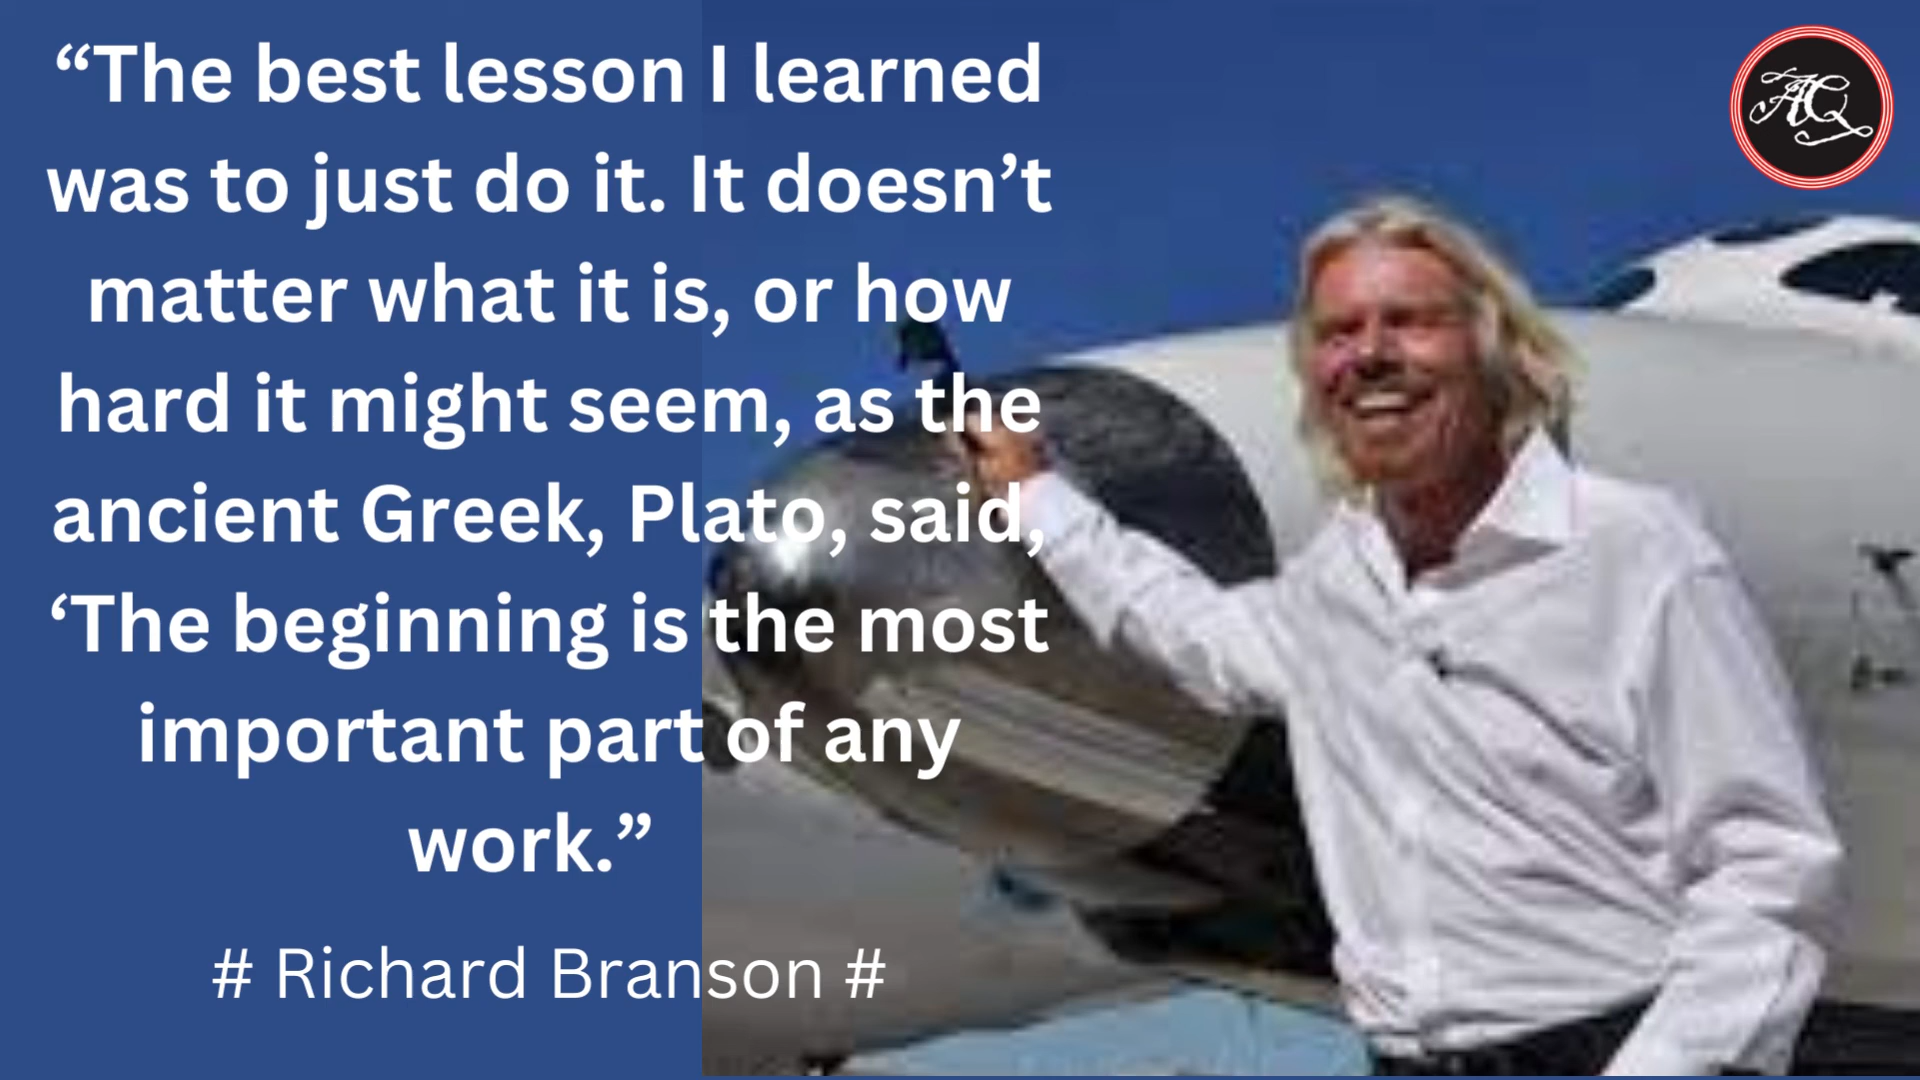 “The best lesson I learned
was to just do it. It doesn’t
matter what it is, or how
hard it might seem, as the
ancient Greek, Plato, said,
‘The beginning is the most
important part of any
work.”
# Richard Branson #
AQ